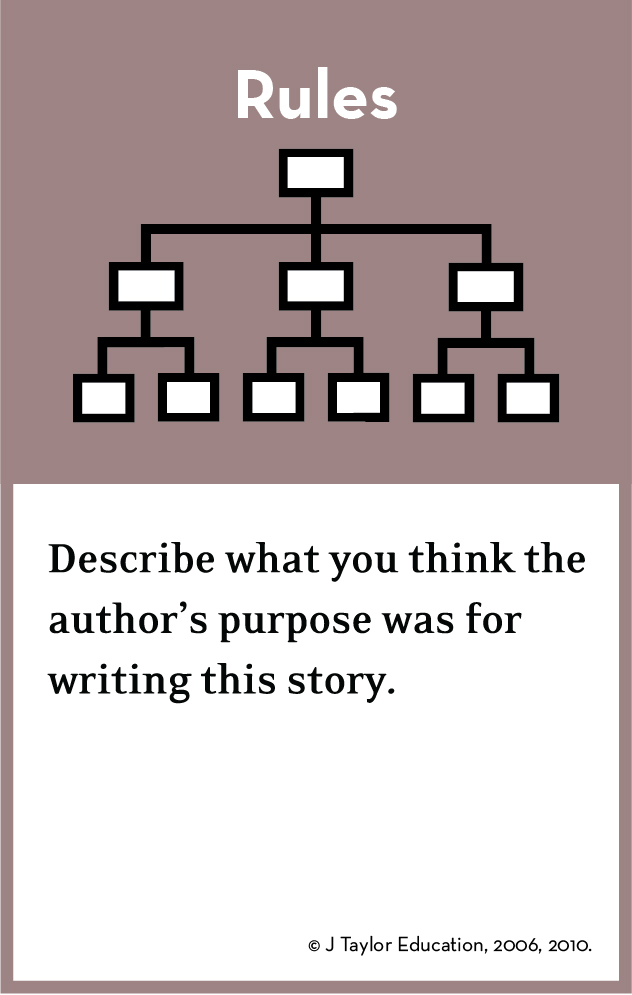 Rules
Describe what you think the
author’s purpose was for
writing this story.
© J Taylor Education, 2006, 2010.